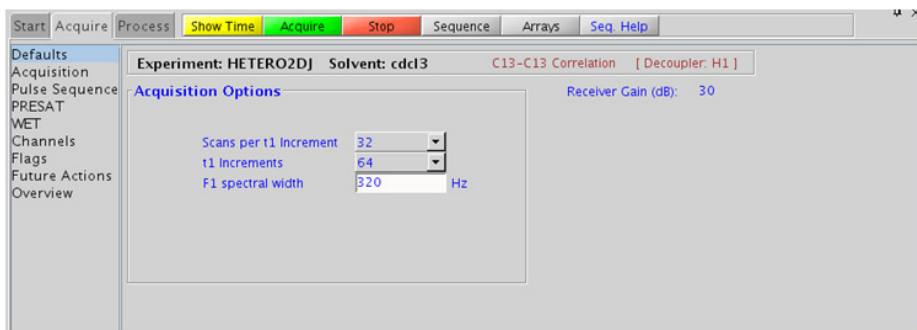 Start Acquire Process Show Time Acquire Stop Sequence Arrays Seq. Help
Defaults
Acquisition
Pulse Sequence
PRESAT
WET
Channels
Flags
Future Actions
Overview
Experiment: HETERO2DJ Solvent: cdcl3 C13-C13 Correlation [ Decoupler: H1 ]
Acquisition Options
Receiver Gain (dB): 30
Scans per t1 Increment 32
t1 Increments 64
F1 spectral width 320 Hz